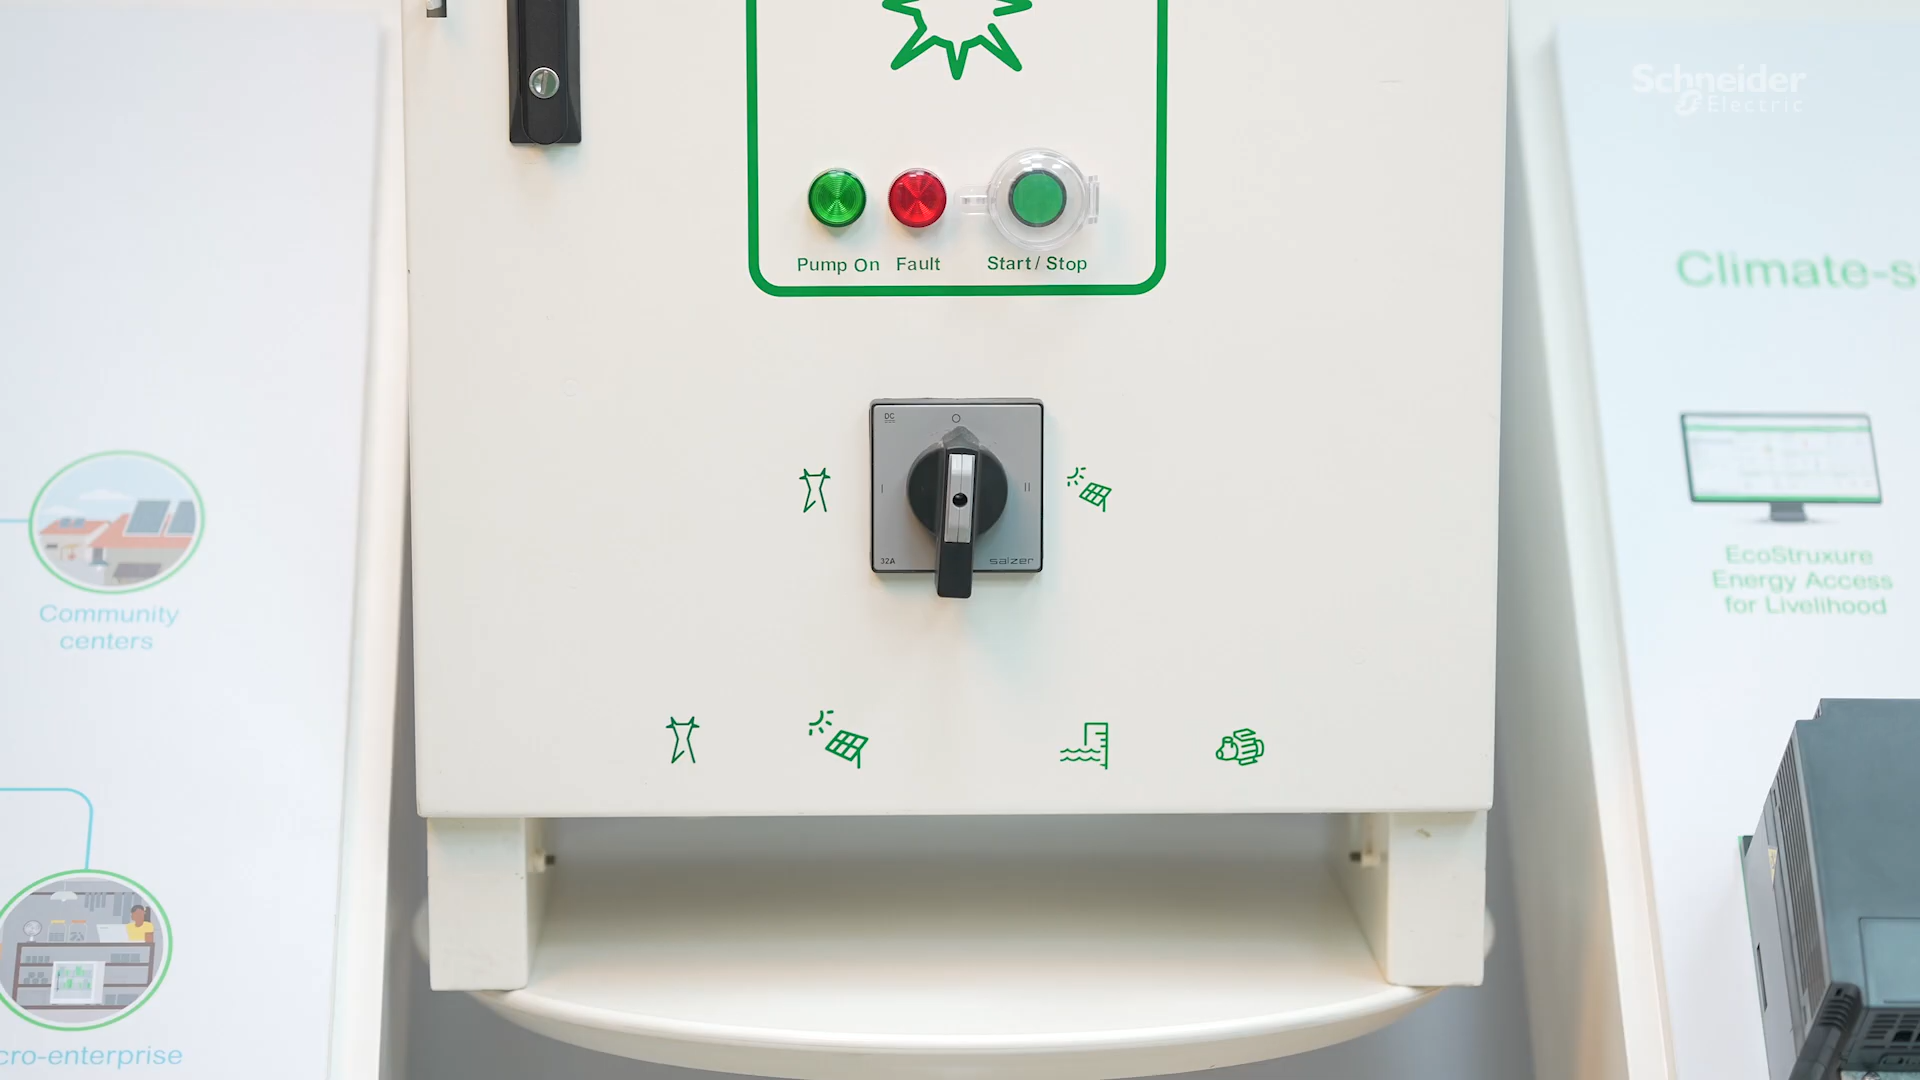 Schneider
Electric
Pump On
Fault
Start / Stop
Climate-s
DC
O
I
II
32A
salzer
EcoStruxure
Energy Access
for Livelihood
Community
centers
cro-enterprise